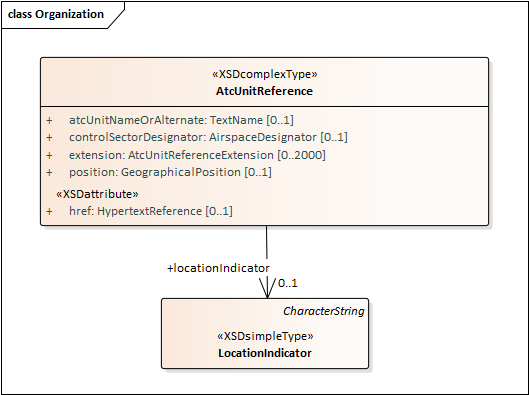 class Organization
«XSDcomplexType»
AtcUnitReference
+ atcUnitNameOrAlternate: TextName [0..1]
+ controlSectorDesignator: AirspaceDesignator [0..1]
+ extension: AtcUnitReferenceExtension [0..2000]
+ position: GeographicalPosition [0..1]
«XSDattribute»
+ href: HypertextReference [0..1]
+locationIndicator
0..1
CharacterString
«XSDsimpleType»
LocationIndicator